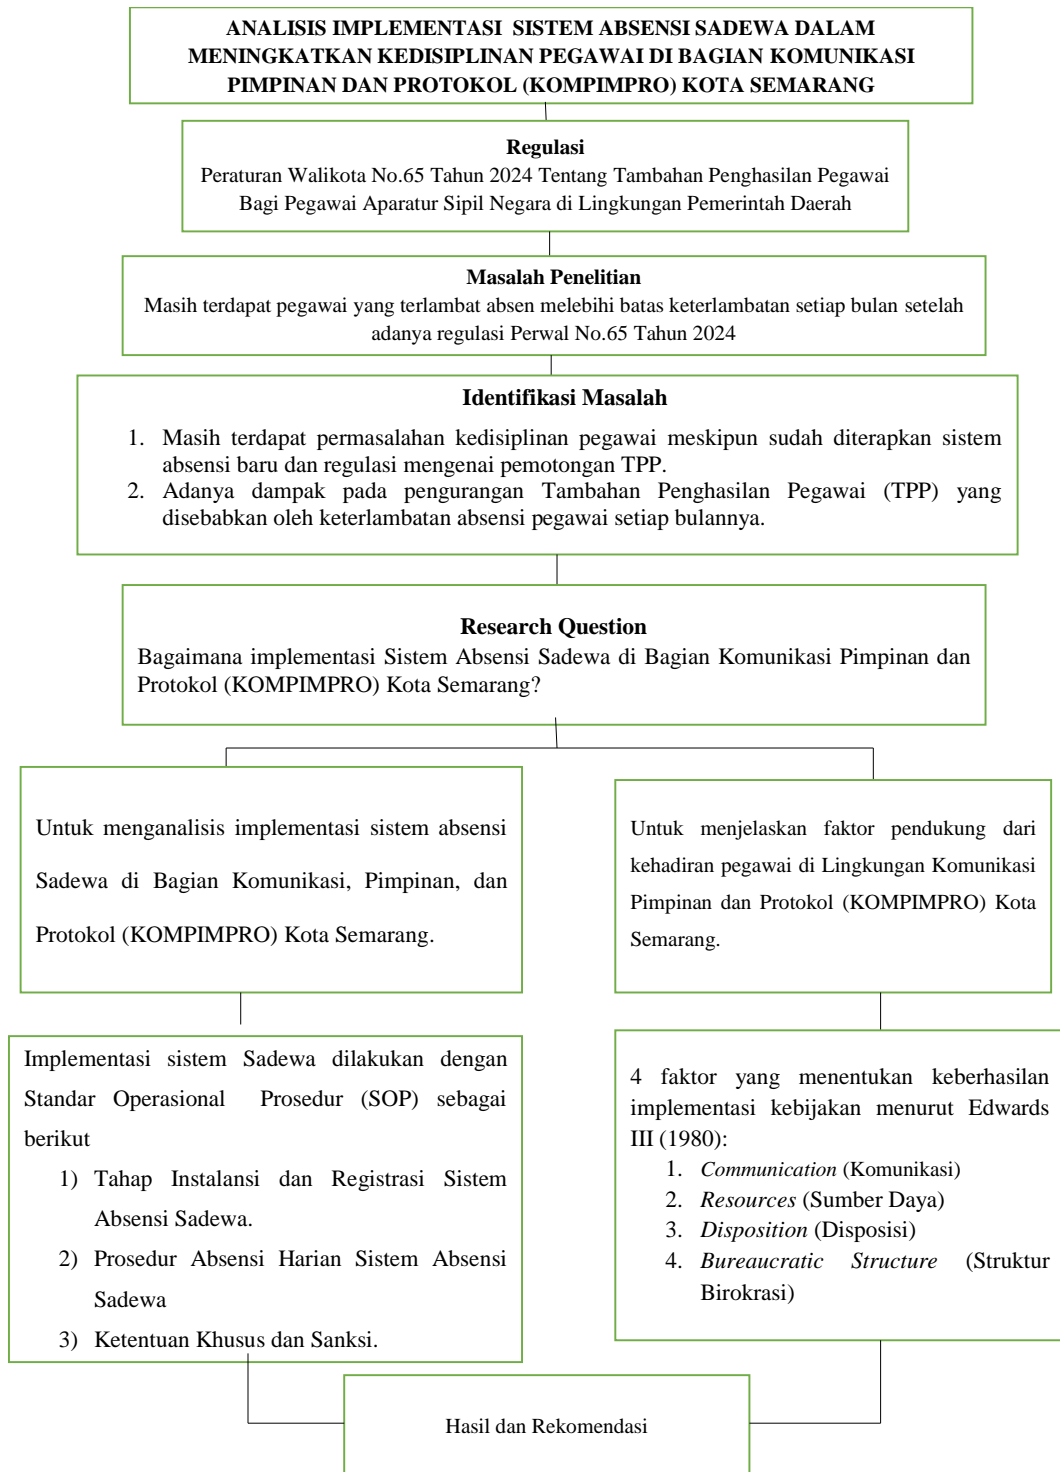 ANALISIS IMPLEMENTASI SISTEM ABSENSI SADEWA DALAM
MENINGKATKAN KEDISIPLINAN PEGAWAI DI BAGIAN KOMUNIKASI
PIMPINAN DAN PROTOKOL (KOMPIMPRO) KOTA SEMARANG
Regulasi
Peraturan Walikota No.65 Tahun 2024 Tentang Tambahan Penghasilan Pegawai
Bagi Pegawai Aparatur Sipil Negara di Lingkungan Pemerintah Daerah
Masalah Penelitian
Masih terdapat pegawai yang terlambat absen melebihi batas keterlambatan setiap bulan setelah
adanya regulasi Perwal No.65 Tahun 2024
Identifikasi Masalah
1. Masih terdapat permasalahan kedisiplinan pegawai meskipun sudah diterapkan sistem
absensi baru dan regulasi mengenai pemotongan TPP.
2. Adanya dampak pada pengurangan Tambahan Penghasilan Pegawai (TPP) yang
disebabkan oleh keterlambatan absensi pegawai setiap bulannya.
Research Question
Bagaimana implementasi Sistem Absensi Sadewa di Bagian Komunikasi Pimpinan dan
Protokol (KOMPIMPRO) Kota Semarang?
Untuk menganalisis implementasi sistem absensi
Sadewa di Bagian Komunikasi, Pimpinan, dan
Protokol (KOMPIMPRO) Kota Semarang.
Untuk menjelaskan faktor pendukung dari
kehadiran pegawai di Lingkungan Komunikasi
Pimpinan dan Protokol (KOMPIMPRO) Kota
Semarang.
Implementasi sistem Sadewa dilakukan dengan
Standar Operasional Prosedur (SOP) sebagai
berikut
1) Tahap Instalansi dan Registrasi Sistem
Absensi Sadewa.
2) Prosedur Absensi Harian Sistem Absensi
Sadewa
3) Ketentuan Khusus dan Sanksi.
4 faktor yang menentukan keberhasilan
implementasi kebijakan menurut Edwards
III (1980):
1. Communication (Komunikasi)
2. Resources (Sumber Daya)
3. Disposition (Disposisi)
4. Bureaucratic Structure (Struktur
Birokrasi)
Hasil dan Rekomendasi